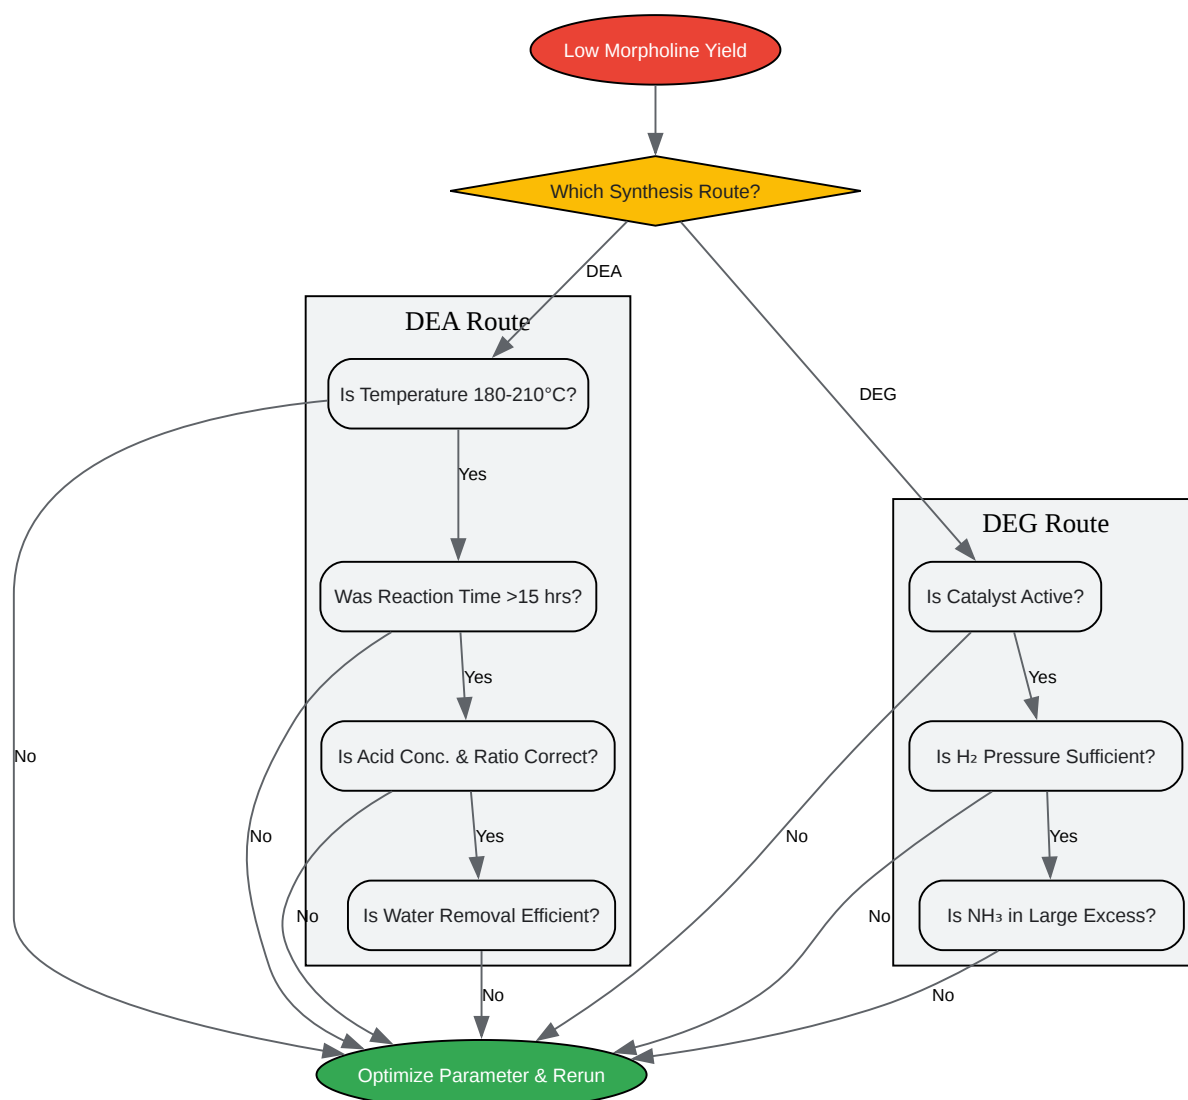 Low Morpholine Yield
Which Synthesis Route?
DEA
DEA Route
Is Temperature 180-210°C?
DEG
Yes
DEG Route
Was Reaction Time >15 hrs?
Is Catalyst Active?
Yes
Yes
Is Acid Conc. & Ratio Correct?
Is H₂ Pressure Sufficient?
No
No
Yes
No
Yes
Is Water Removal Efficient?
Is NH₃ in Large Excess?
No
No
No
No
Optimize Parameter & Rerun